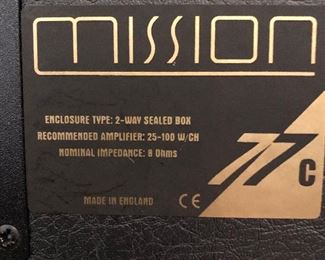 mission
ENCLOSURE TYPE: 2-WAY SEALED BOX
RECOMMENDED AMPLIFIER: 25-100 W/CH
NOMINAL IMPEDANCE: 8 Ohms
77c
MADE IN ENGLAND CE